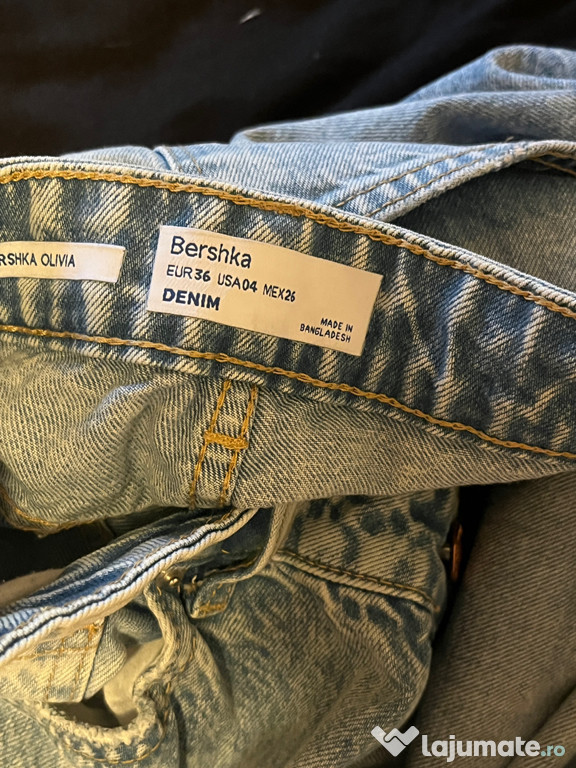 RSHKA OLIVIA
Bershka
EUR36 USA04 MEX26
DENIM
MADE IN
BANGLADESH
lajumate.ro